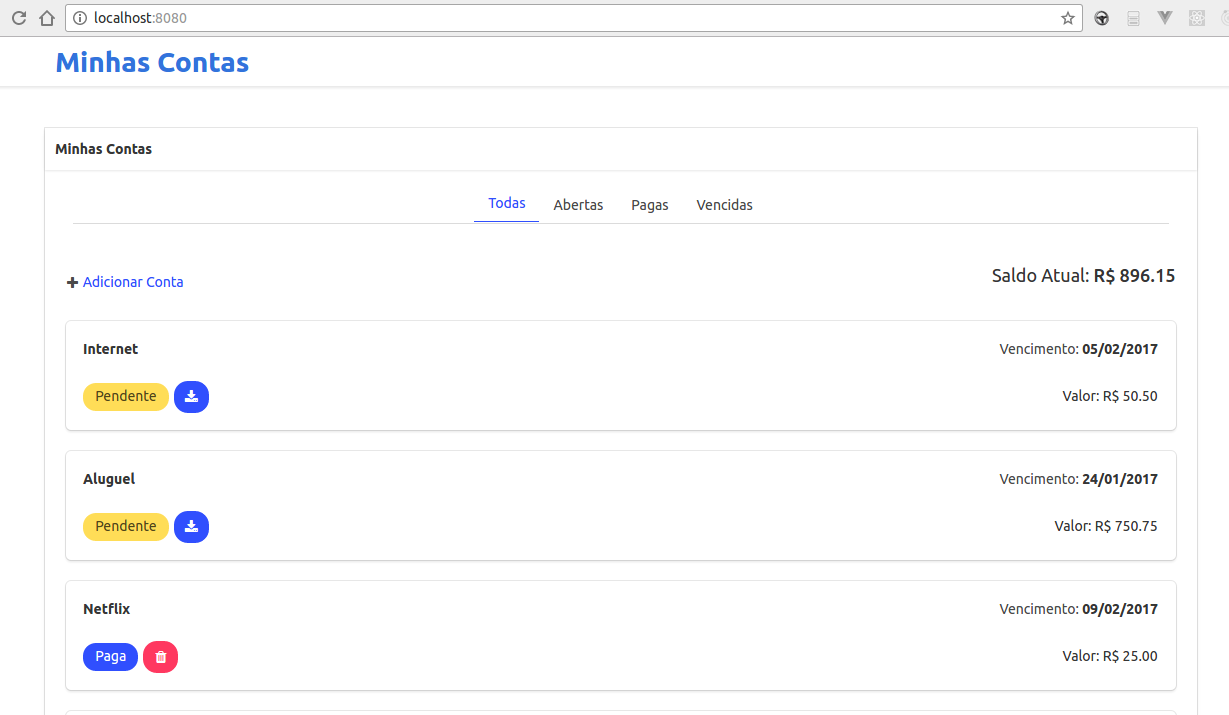 localhost:8080
Minhas Contas
Minhas Contas
Todas Abertas Pagas Vencidas
Adicionar Conta
Saldo Atual: R$ 896.15
Internet
Vencimento: 05/02/2017
Pendente
Valor: R$ 50.50
Aluguel
Vencimento: 24/01/2017
Pendente
Valor: R$ 750.75
Netflix
Vencimento: 09/02/2017
Paga
Valor: R$ 25.00